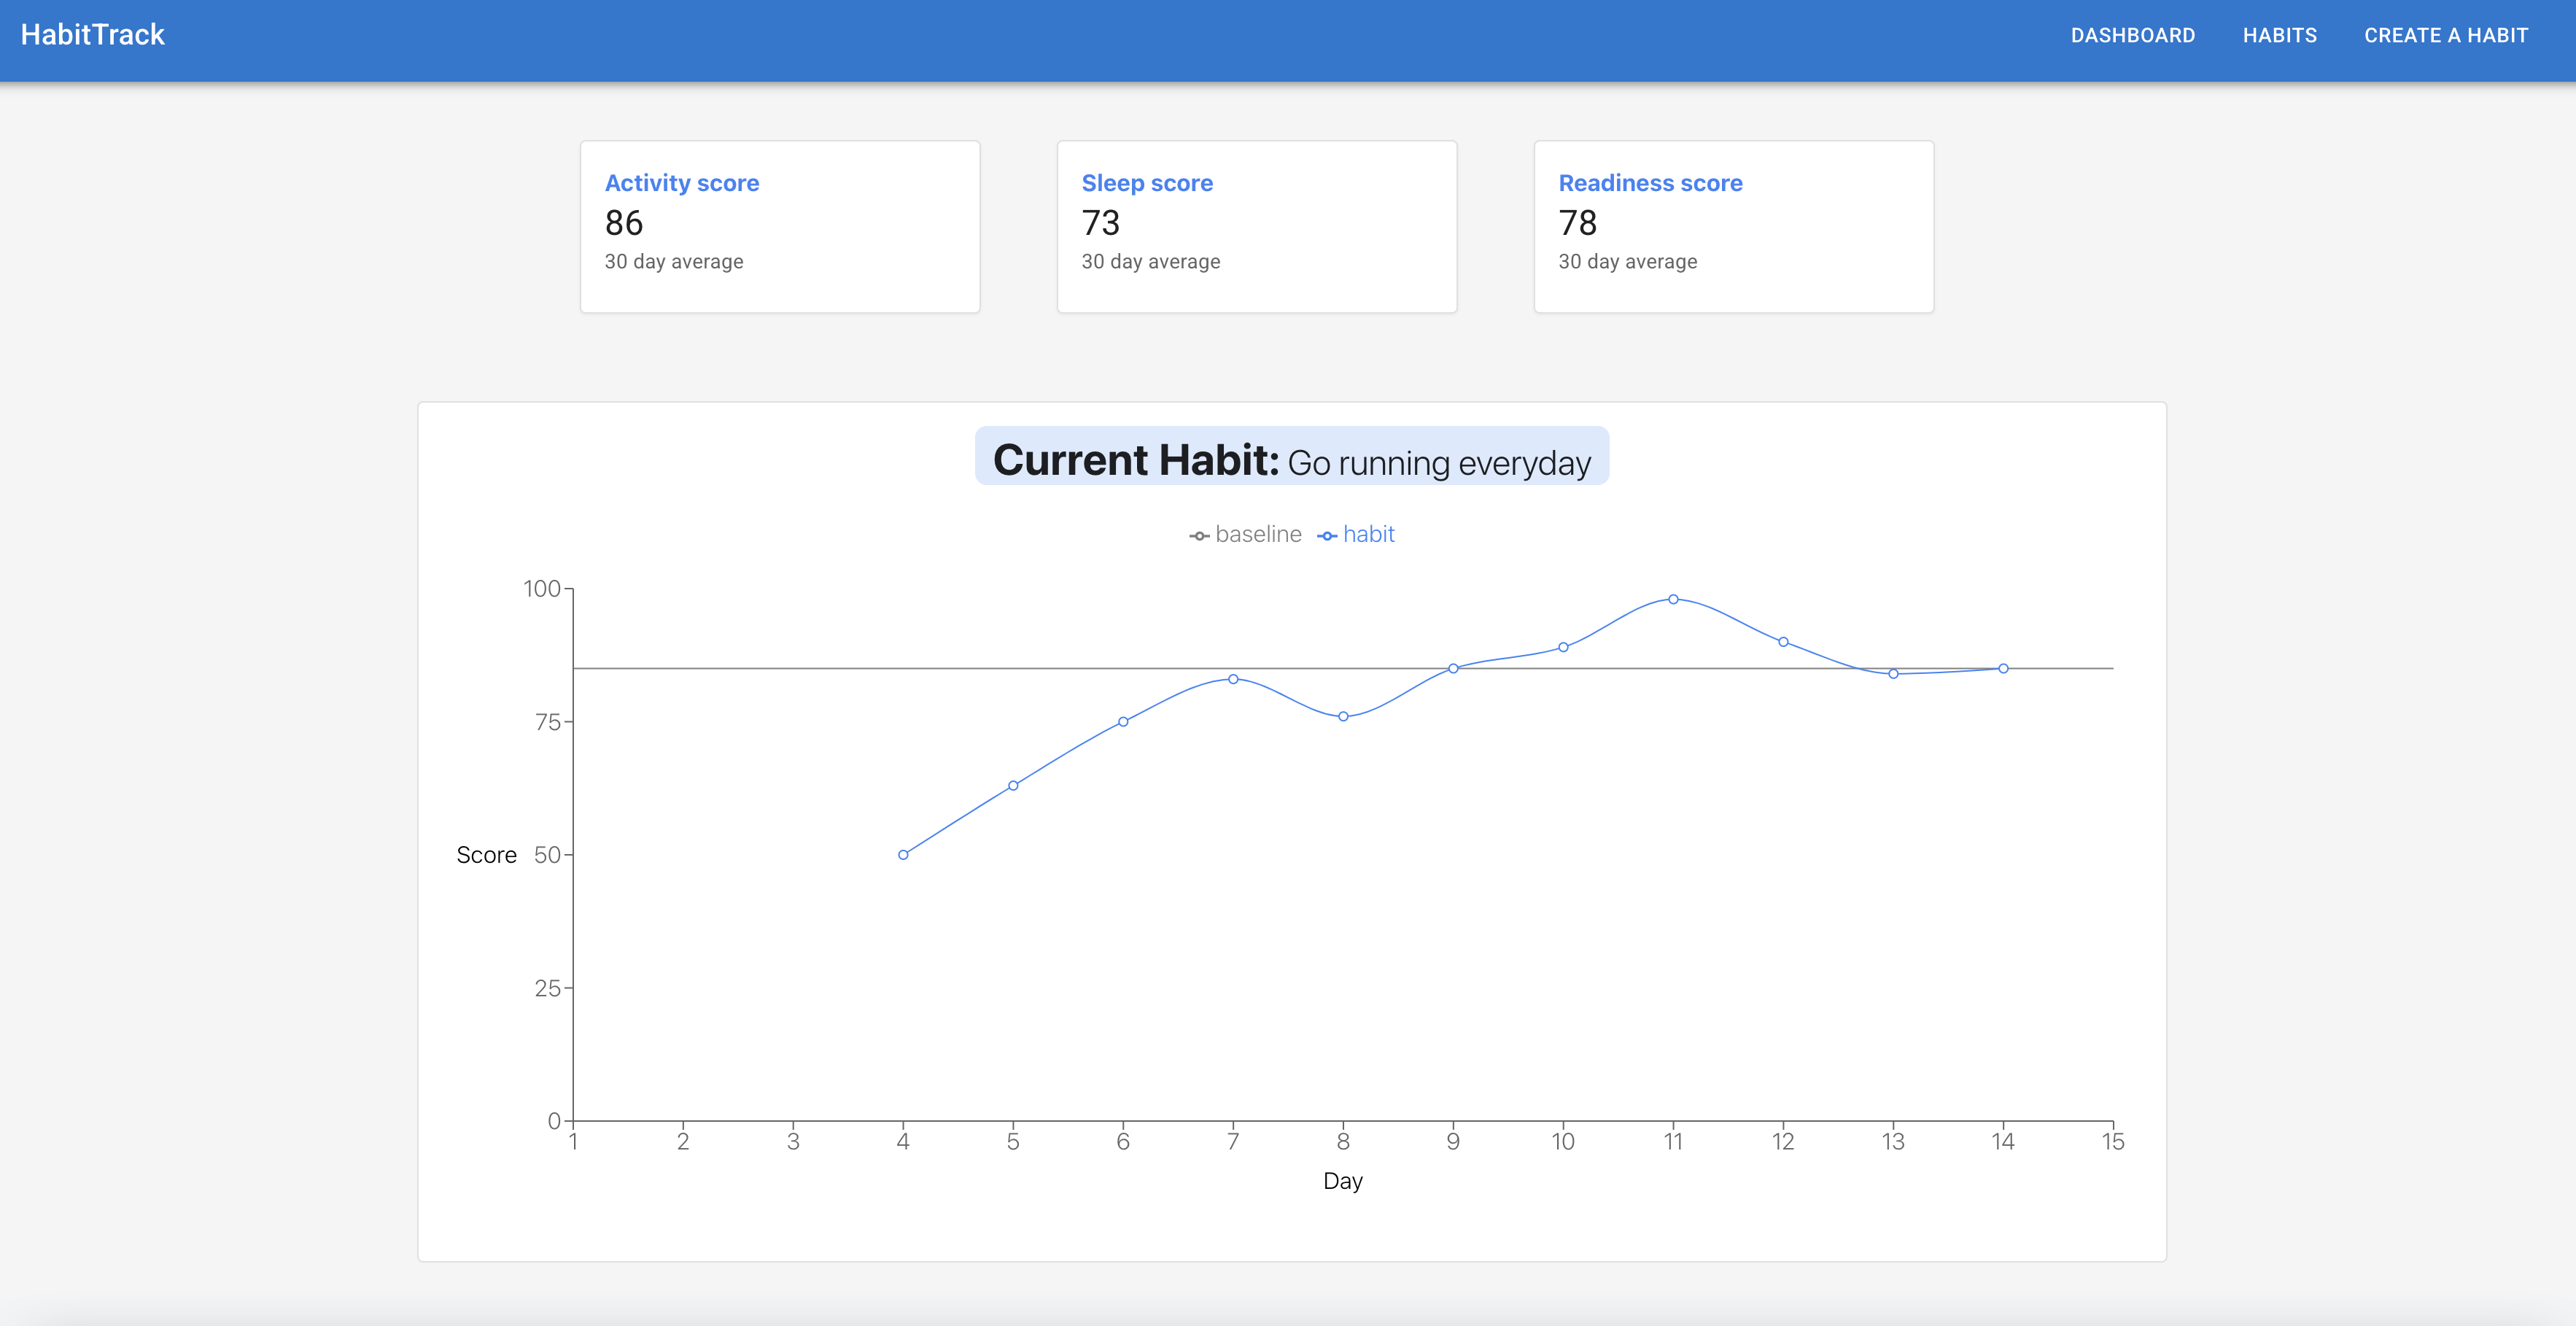 HabitTrack DASHBOARD HABITS CREATE A HABIT
Activity score Sleep score Readiness score
86 73 78
30 day average 30 day average 30 day average
Current Habit: Go running everyday
baseline habit
100
75
Score 50
25
0
1 2 3 4 5 6 7 8 9 10 11 12 13 14 15
Day